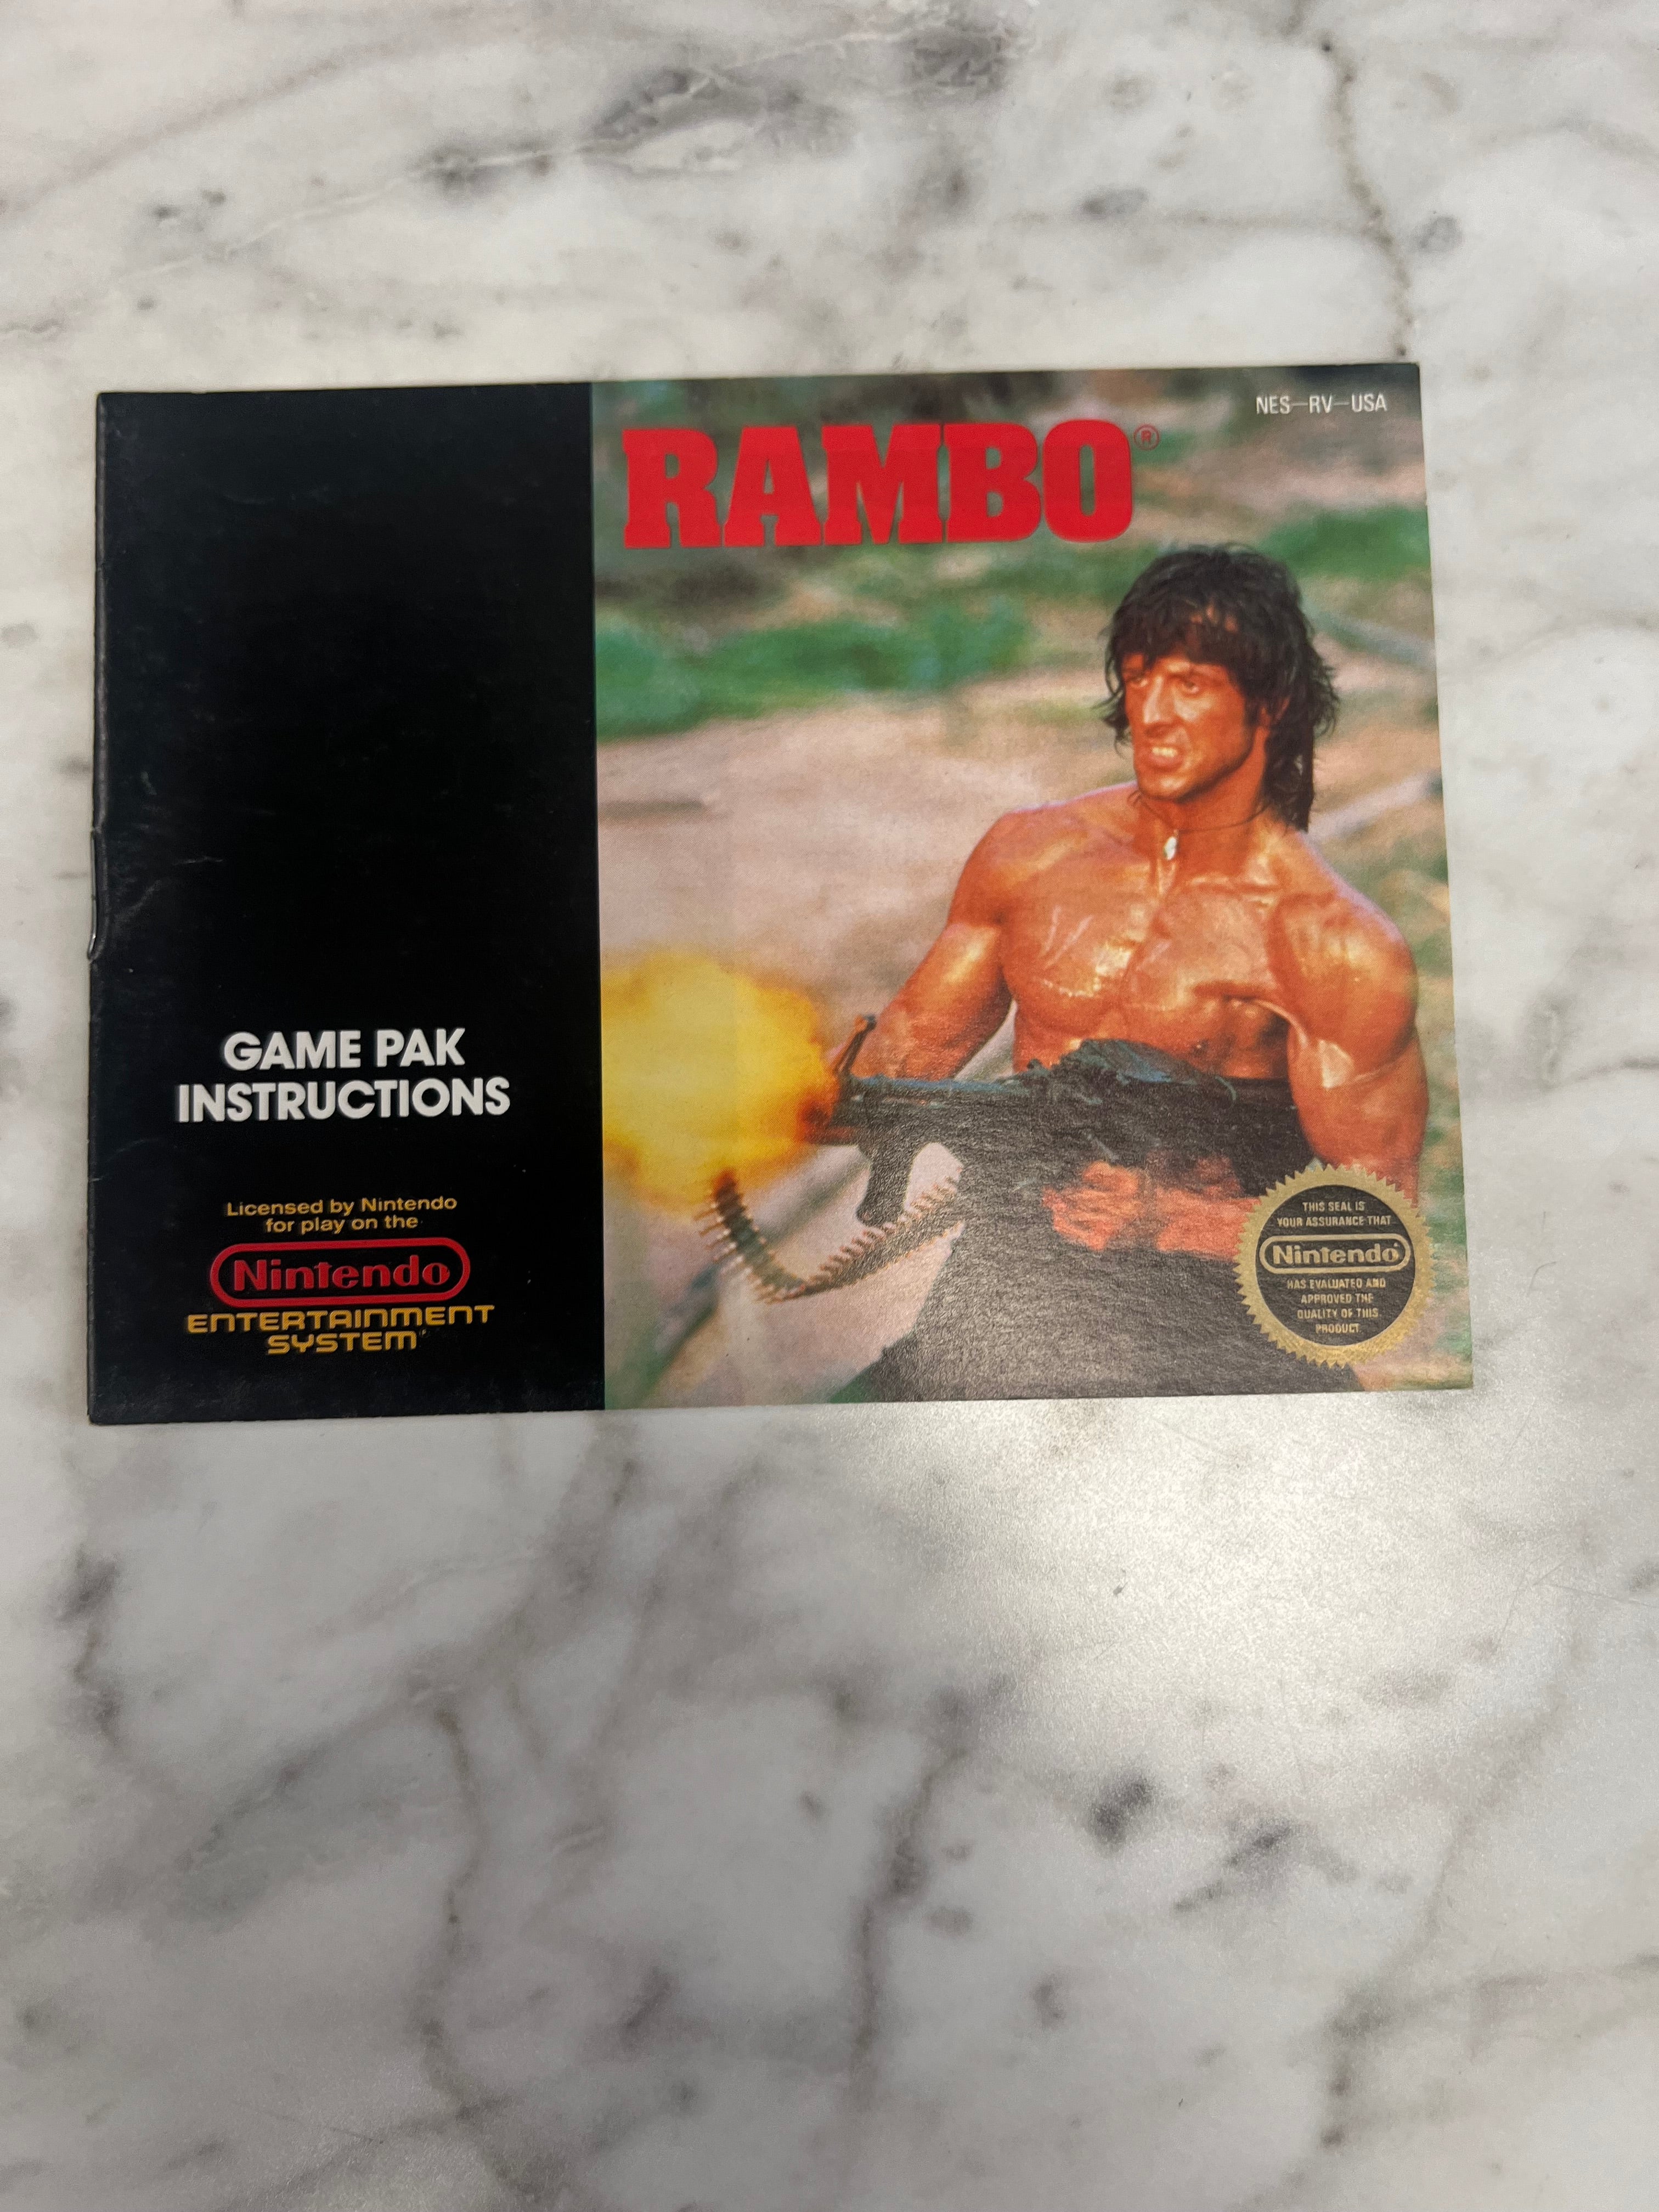 NES-RV-USA
RAMBO®
GAME PAK
INSTRUCTIONS
Licensed by Nintendo
for play on the
Nintendo
ENTERTAINMENT
SYSTEM
THIS SEAL IS
YOUR ASSURANCE THAT
Nintendo
HAS EVALUATED AND
APPROVED THE
QUALITY OF THIS
PRODUCT